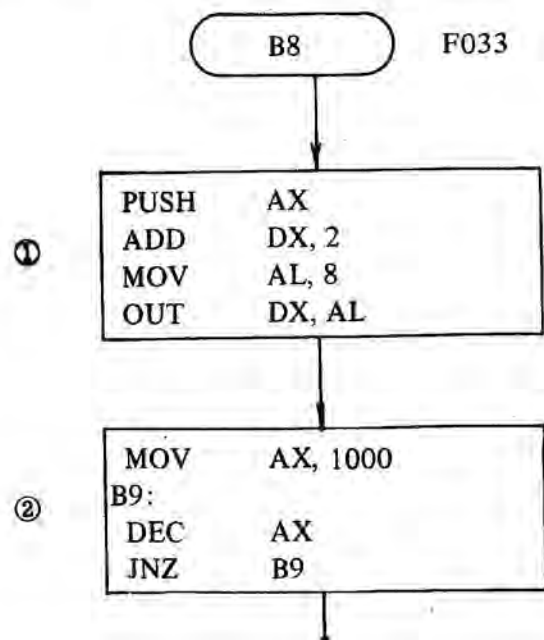 B8 F033
①
PUSH AX
ADD DX, 2
MOV AL, 8
OUT DX, AL
②
MOV AX, 1000
B9:
DEC AX
JNZ B9